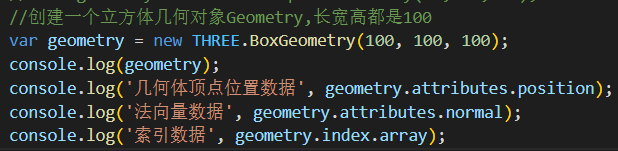 //创建一个立方体几何对象Geometry,长宽高都是100
var geometry = new THREE.BoxGeometry(100, 100, 100);
console.log(geometry);
console.log('几何体顶点位置数据', geometry.attributes.position);
console.log('法向量数据', geometry.attributes.normal);
console.log('索引数据', geometry.index.array);